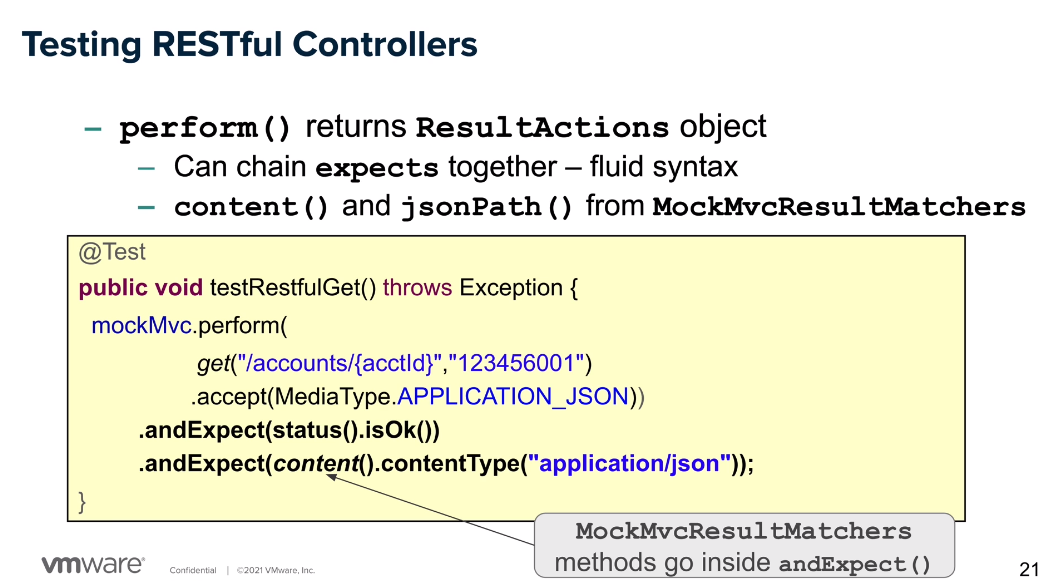 Testing RESTful Controllers
– perform() returns ResultActions object
– Can chain expects together – fluid syntax
– content() and jsonPath() from MockMvcResultMatchers
@Test
public void testRestfulGet() throws Exception {
mockMvc.perform(
get("/accounts/{acctId}","123456001")
.accept(MediaType.APPLICATION_JSON))
.andExpect(status().isOk())
.andExpect(content().contentType("application/json"));
}
MockMvcResultMatchers
methods go inside andExpect()
vmware® Confidential | ©2021 VMware, Inc.
21